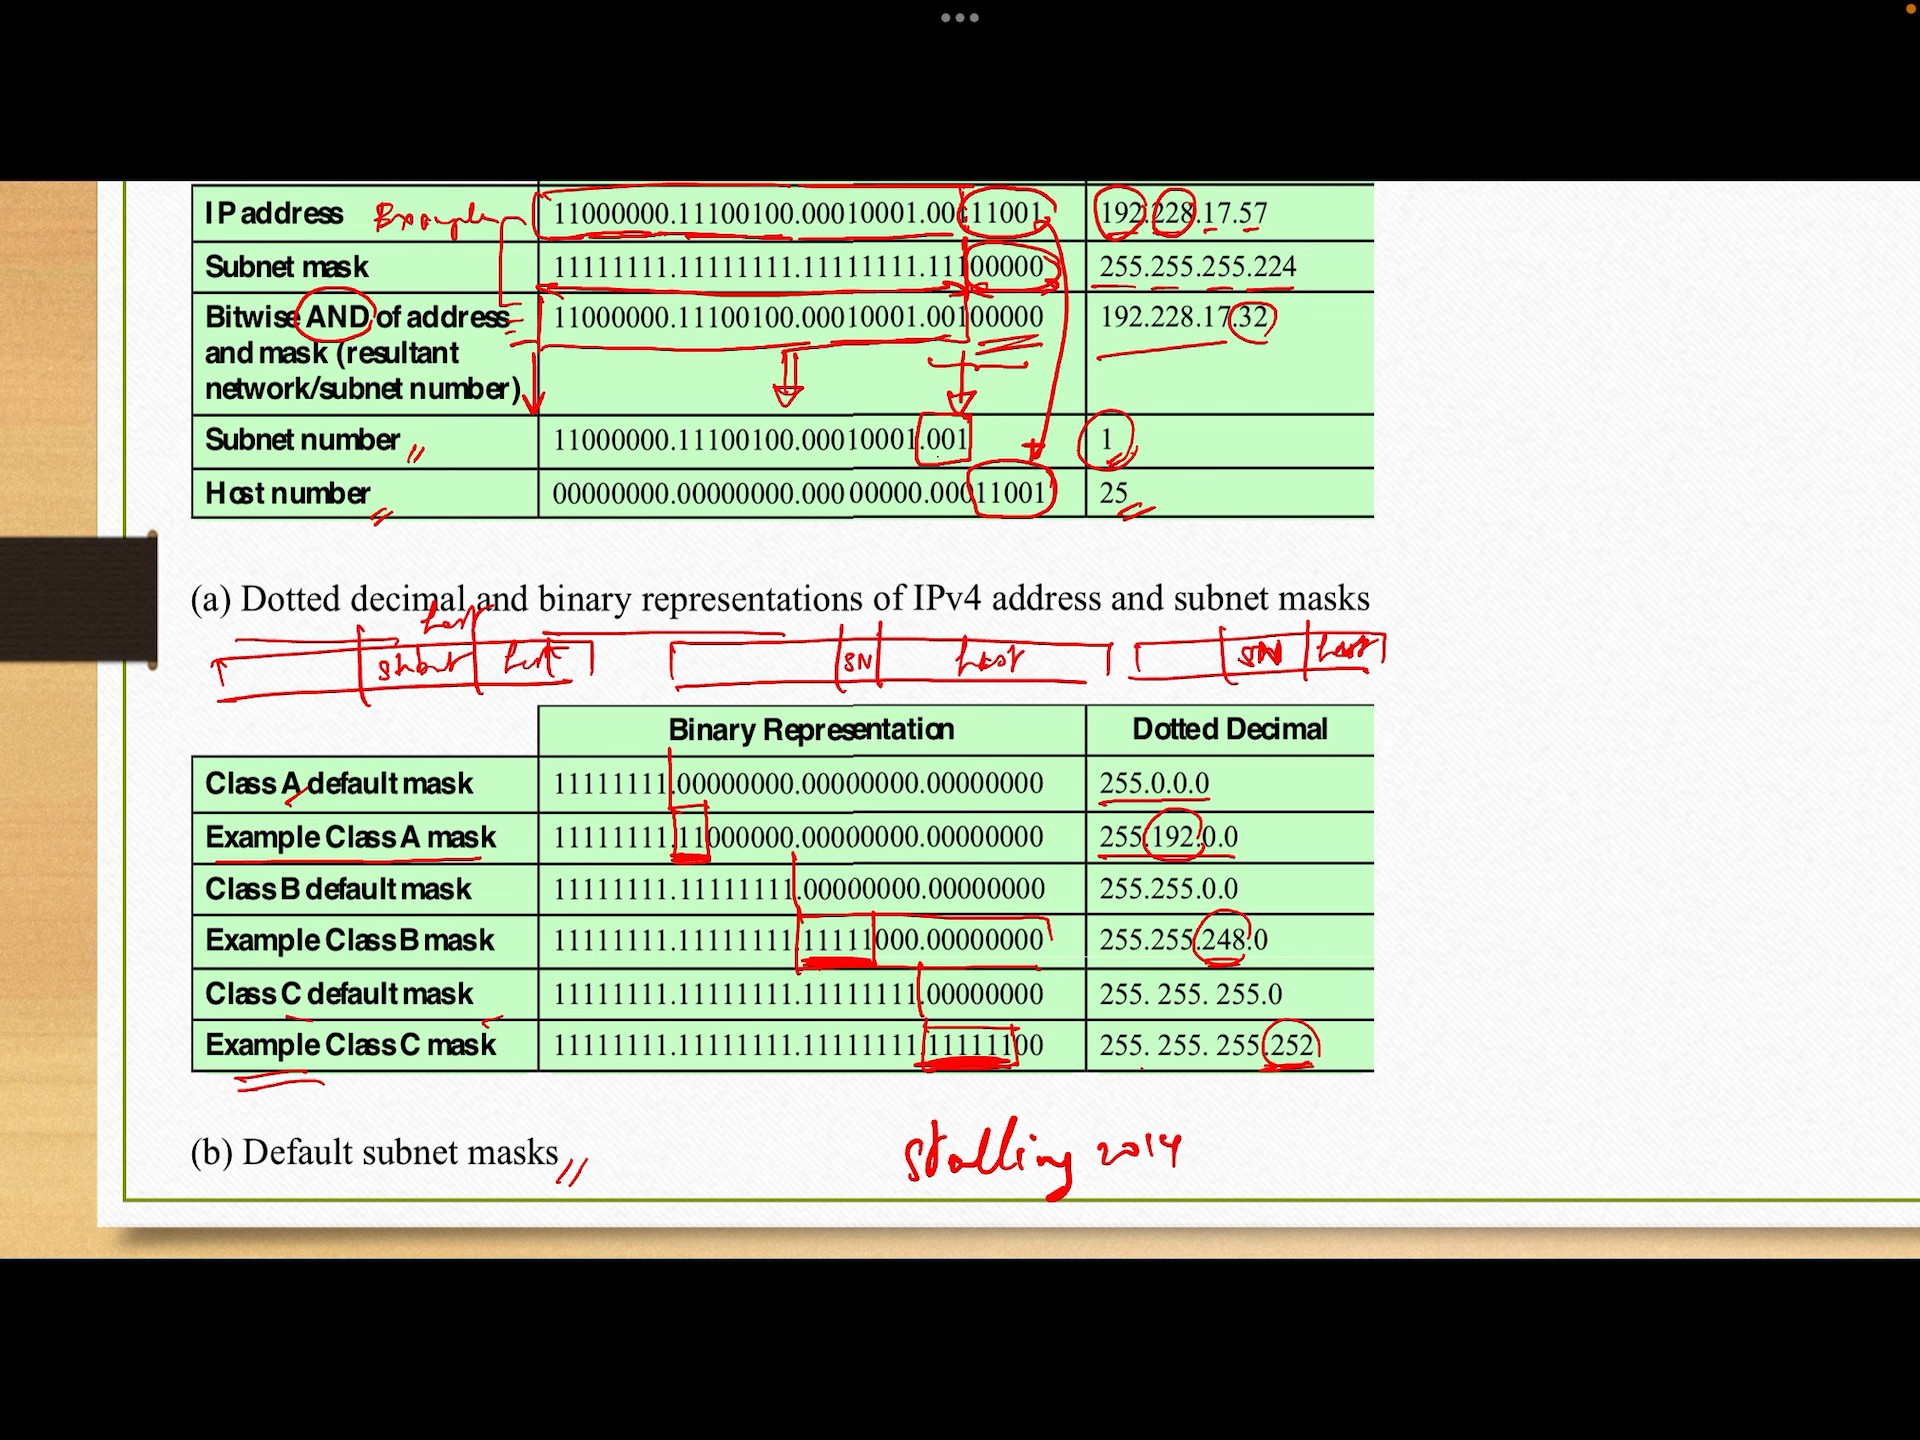 IP address Example 11000000.11100100.00010001.00111001 192.228.17.57
Subnet mask 11111111.11111111.11111111.11100000 255.255.255.224
Bitwise AND of address 11000000.11100100.00010001.00100000 192.228.17.32
and mask (resultant
network/subnet number)
Subnet number 11000000.11100100.00010001.001 1
Host number 00000000.00000000.000 00000.00011001 25
(a) Dotted decimal and binary representations of IPv4 address and subnet masks
host
subnet host SN host SN host
Binary Representation Dotted Decimal
Class A default mask 11111111.00000000.00000000.00000000 255.0.0.0
Example Class A mask 11111111.11000000.00000000.00000000 255.192.0.0
Class B default mask 11111111.11111111.00000000.00000000 255.255.0.0
Example Class B mask 11111111.11111111.11111000.00000000 255.255.248.0
Class C default mask 11111111.11111111.11111111.00000000 255. 255. 255.0
Example Class C mask 11111111.11111111.11111111.11111100 255. 255. 255.252
(b) Default subnet masks
Stalling 2014